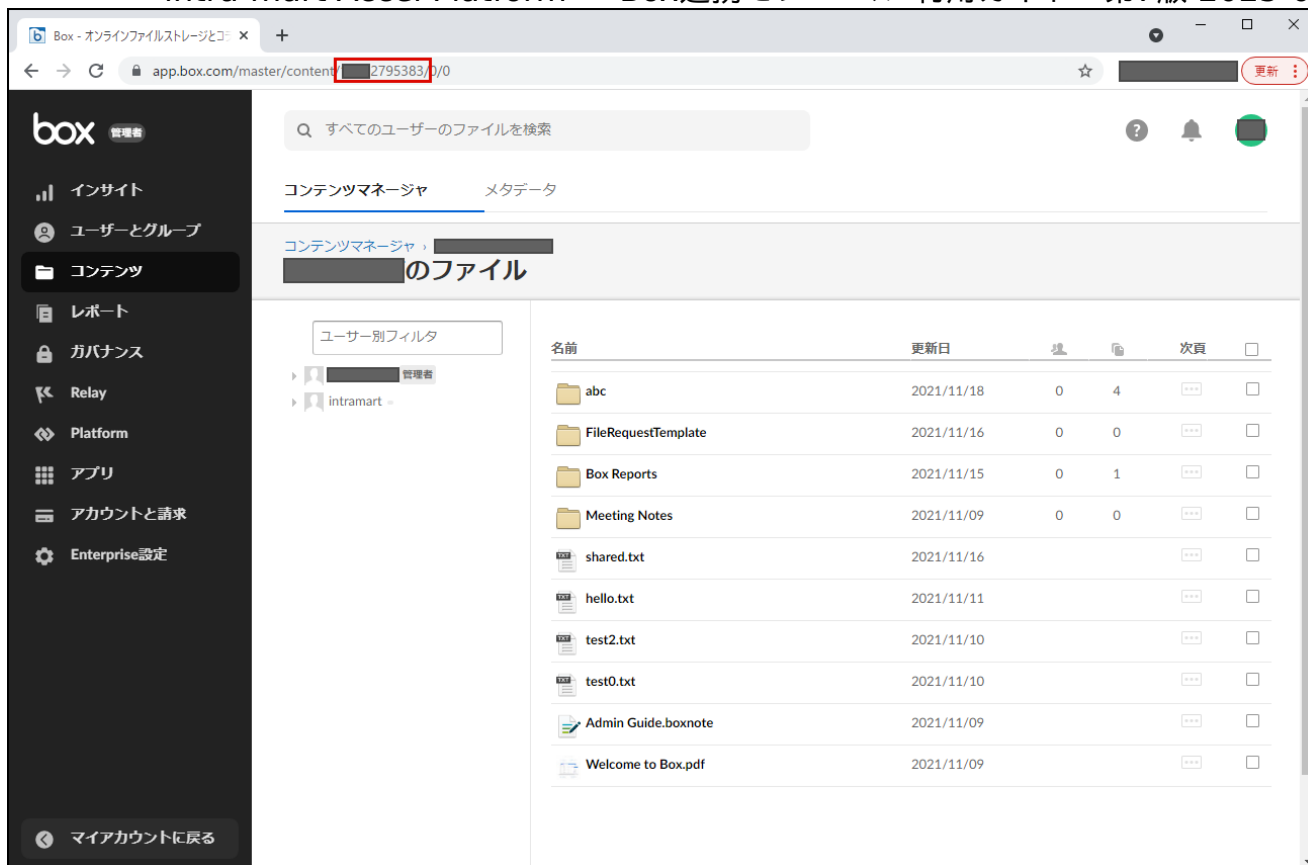 Box - オンラインファイルストレージとコラ
app.box.com/master/content/ 2795383/0/0
更新
box 管理者
すべてのユーザーのファイルを検索
インサイト
ユーザーとグループ
コンテンツ
レポート
ガバナンス
Relay
Platform
アプリ
アカウントと請求
Enterprise設定
マイアカウントに戻る
コンテンツマネージャ メタデータ
コンテンツマネージャ ›
のファイル
ユーザー別フィルタ
管理者
intramart
名前 更新日 次頁
abc 2021/11/18 0 4
FileRequestTemplate 2021/11/16 0 0
Box Reports 2021/11/15 0 1
Meeting Notes 2021/11/09 0 0
shared.txt 2021/11/16
hello.txt 2021/11/11
test2.txt 2021/11/10
test0.txt 2021/11/10
Admin Guide.boxnote 2021/11/09
Welcome to Box.pdf 2021/11/09